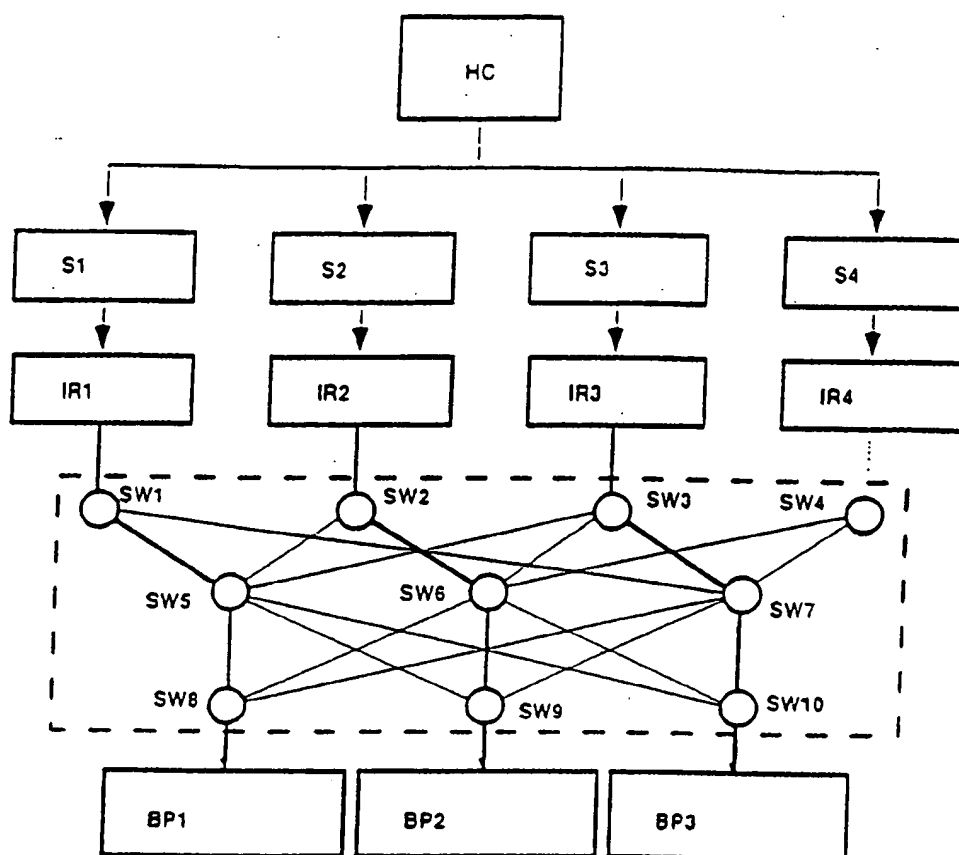 HC
S1 S2 S3 S4
IR1 IR2 IR3 IR4
SW1 SW2 SW3 SW4
SW5 SW6 SW7
SW8 SW9 SW10
BP1 BP2 BP3